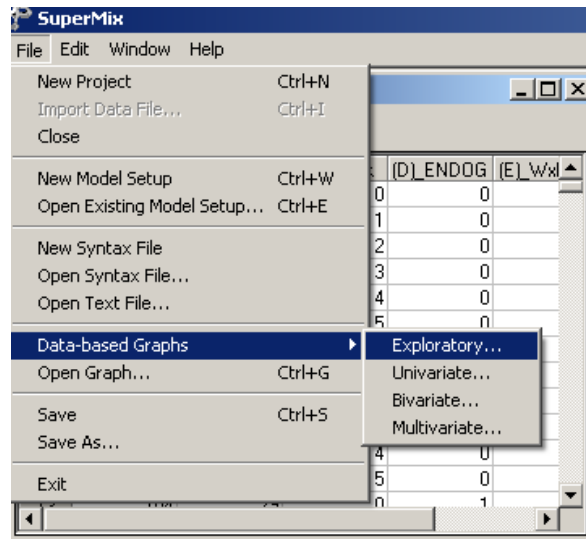 SuperMix
File Edit Window Help
New Project Ctrl+N
Import Data File... Ctrl+I
Close
New Model Setup Ctrl+W
Open Existing Model Setup... Ctrl+E
New Syntax File
Open Syntax File...
Open Text File...
Data-based Graphs
Open Graph... Ctrl+G
Save Ctrl+S
Save As...
Exit
Exploratory...
Univariate...
Bivariate...
Multivariate...
(D)_ENDOG (E)_Wx
0 0
1 0
2 0
3 0
4 0
5 0
4 0
5 0
0 1